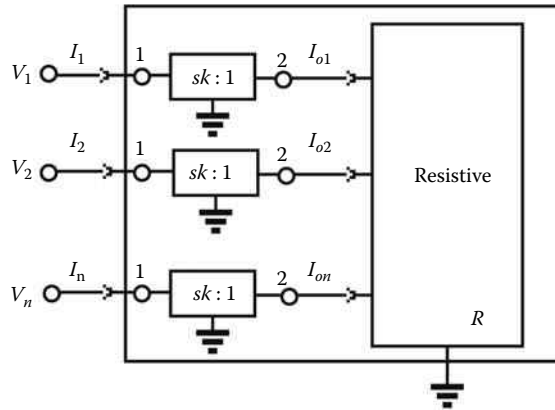 I1 1 2 Io1
V1 sk : 1
I2 1 2 Io2
V2 sk : 1 Resistive
In 1 2 Ion
Vn sk : 1
R